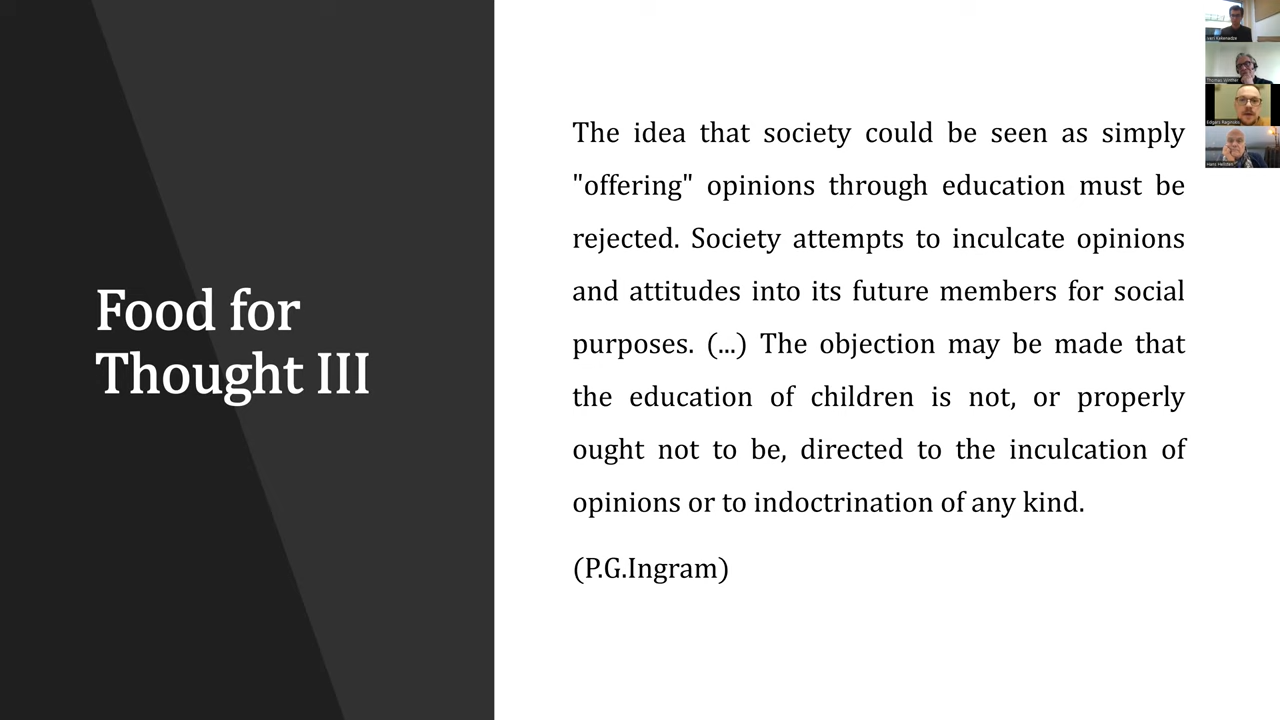 Food for
Thought III
The idea that society could be seen as simply
"offering" opinions through education must be
rejected. Society attempts to inculcate opinions
and attitudes into its future members for social
purposes. (...) The objection may be made that
the education of children is not, or properly
ought not to be, directed to the inculcation of
opinions or to indoctrination of any kind.
(P.G.Ingram)